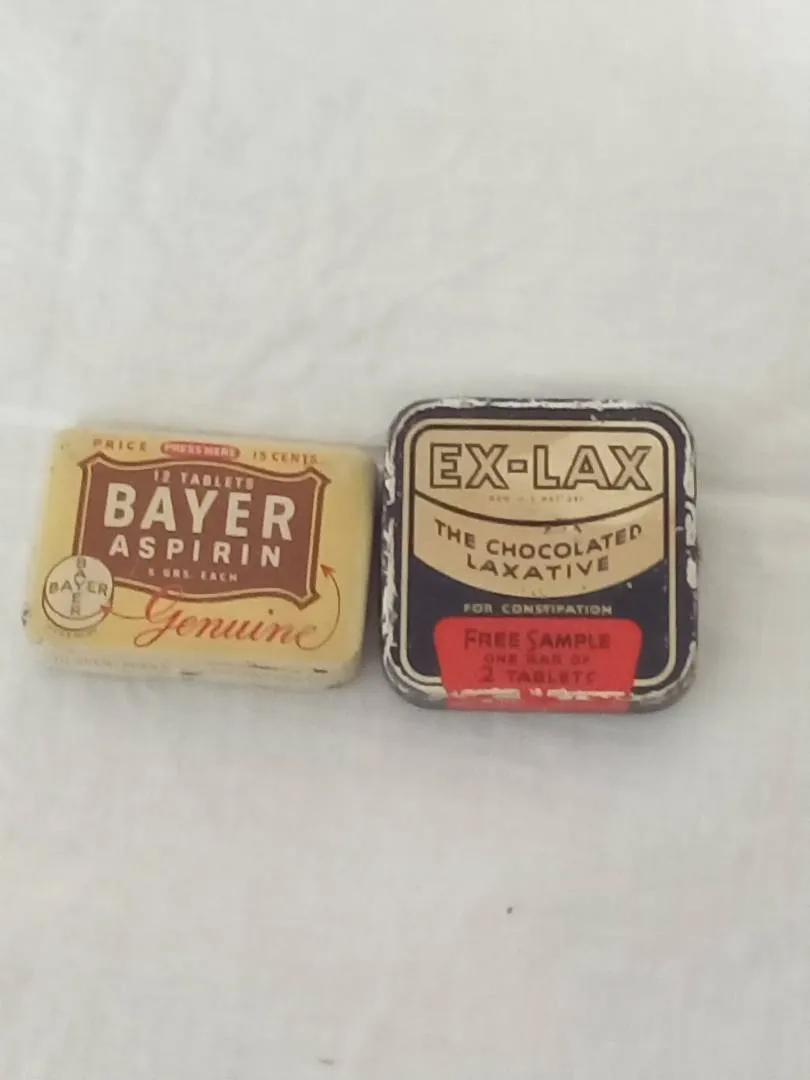 PRICE PRESS HERE 15 CENTS
12 TABLETS
BAYER
ASPIRIN
5 GRS. EACH
BAYER
BAYER
Genuine
EX-LAX
THE CHOCOLATED
LAXATIVE
FOR CONSTIPATION
FREE SAMPLE
ONE BAR OF
2 TABLETS